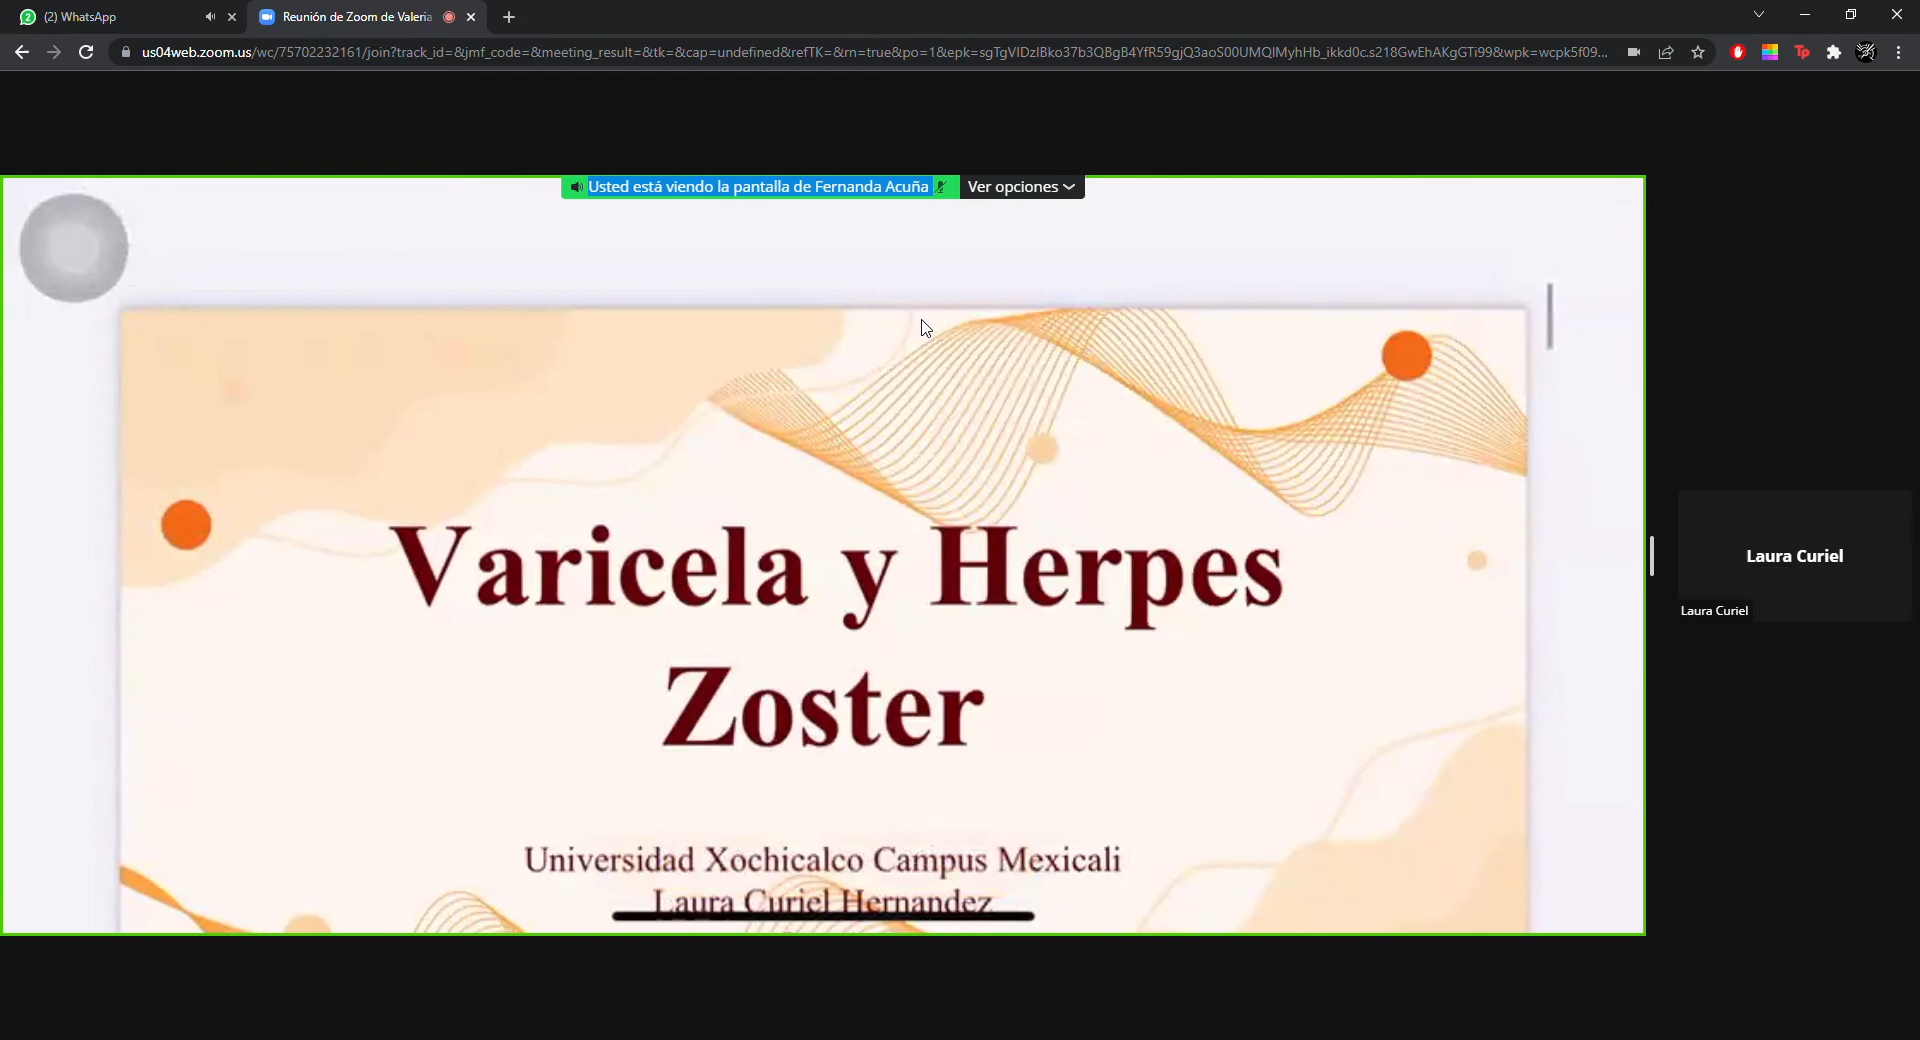 (2) WhatsApp
Reunión de Zoom de Valeria
us04web.zoom.us/wc/75702232161/join?track_id=&jmf_code=&meeting_result=&tk=&cap=undefined&refTK=&rn=true&po=1&epk=sgTgVIDzIBko37b3QBgB4YfR59gjQ3aoS00UMQIMyhHb_ikkd0c.s218GwEhAKgGTi99&wpk=wcpk5f09...
Usted está viendo la pantalla de Fernanda Acuña
Ver opciones
Varicela y Herpes
Zoster
Universidad Xochicalco Campus Mexicali
Laura Curiel Hernandez
Laura Curiel
Laura Curiel